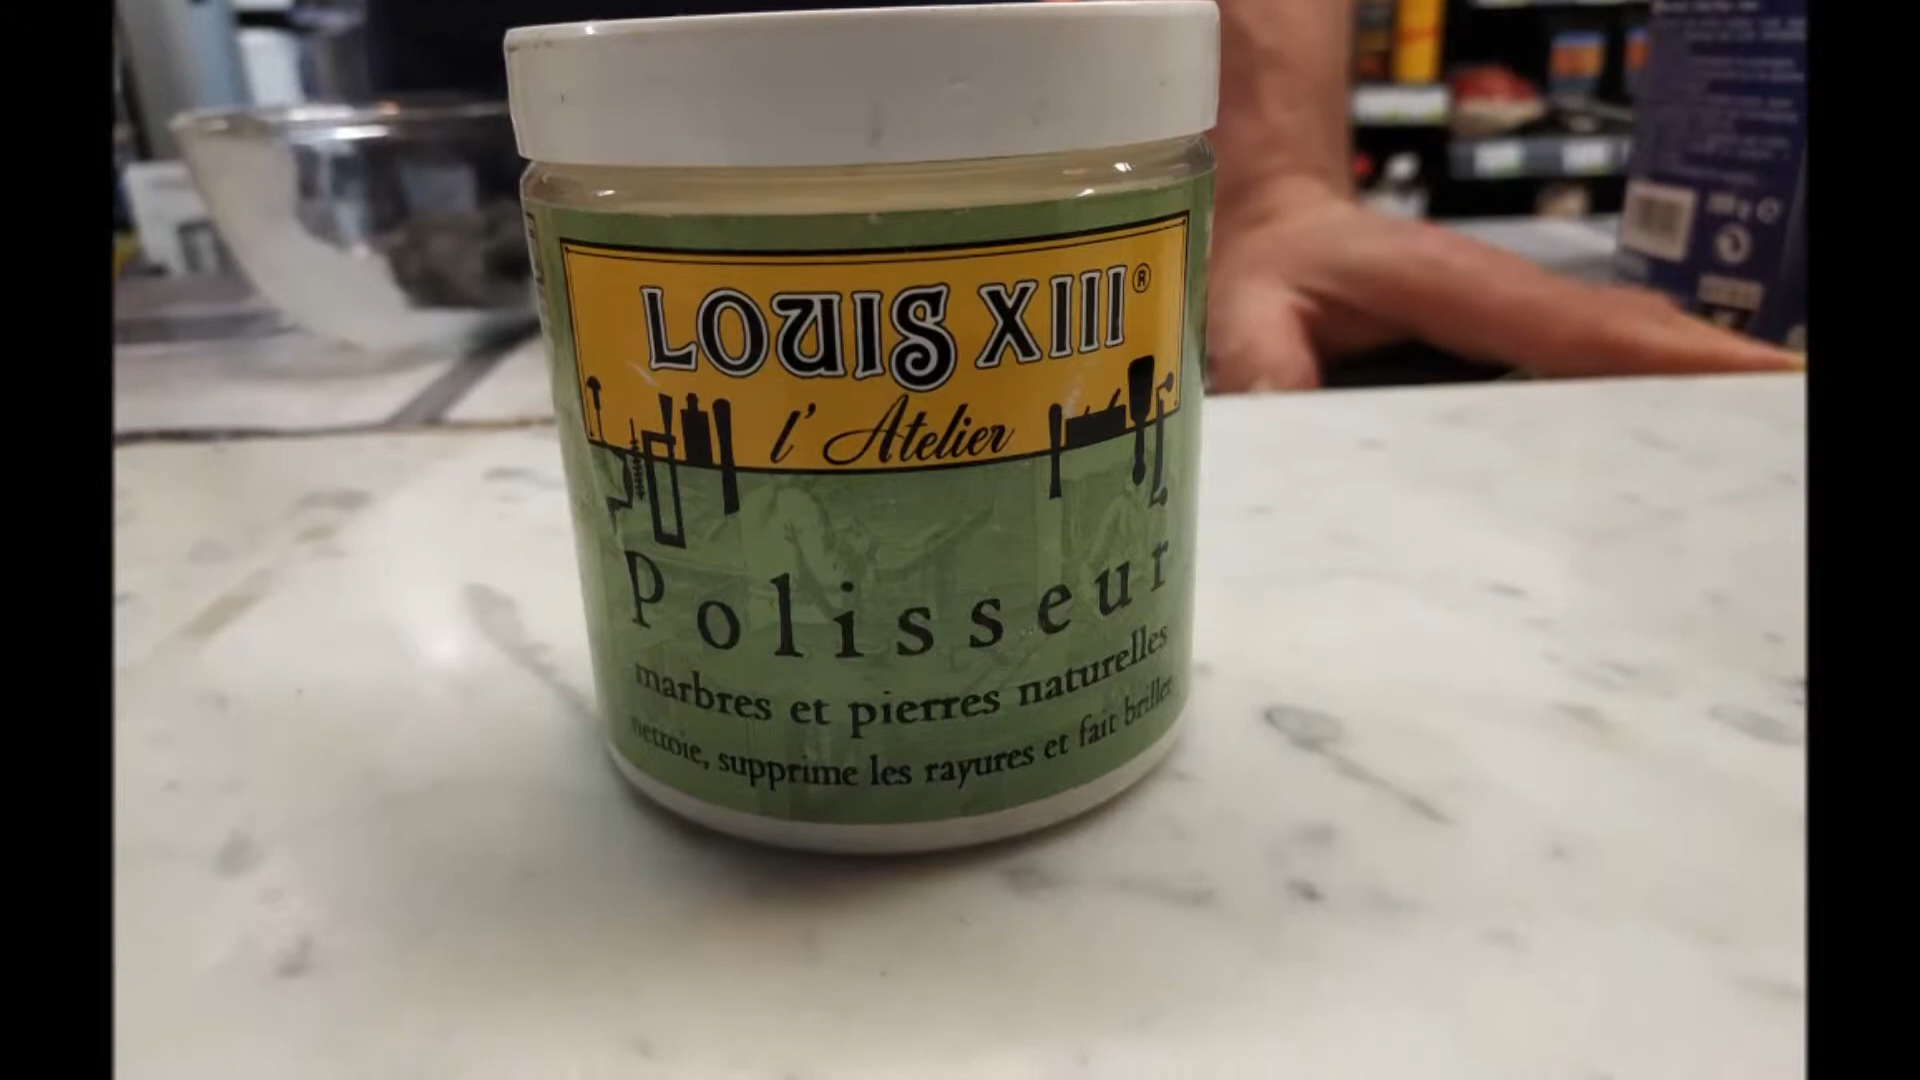 LOUIS XIII®
l'Atelier
Polisseur
marbres et pierres naturelles
nettoie, supprime les rayures et fait briller